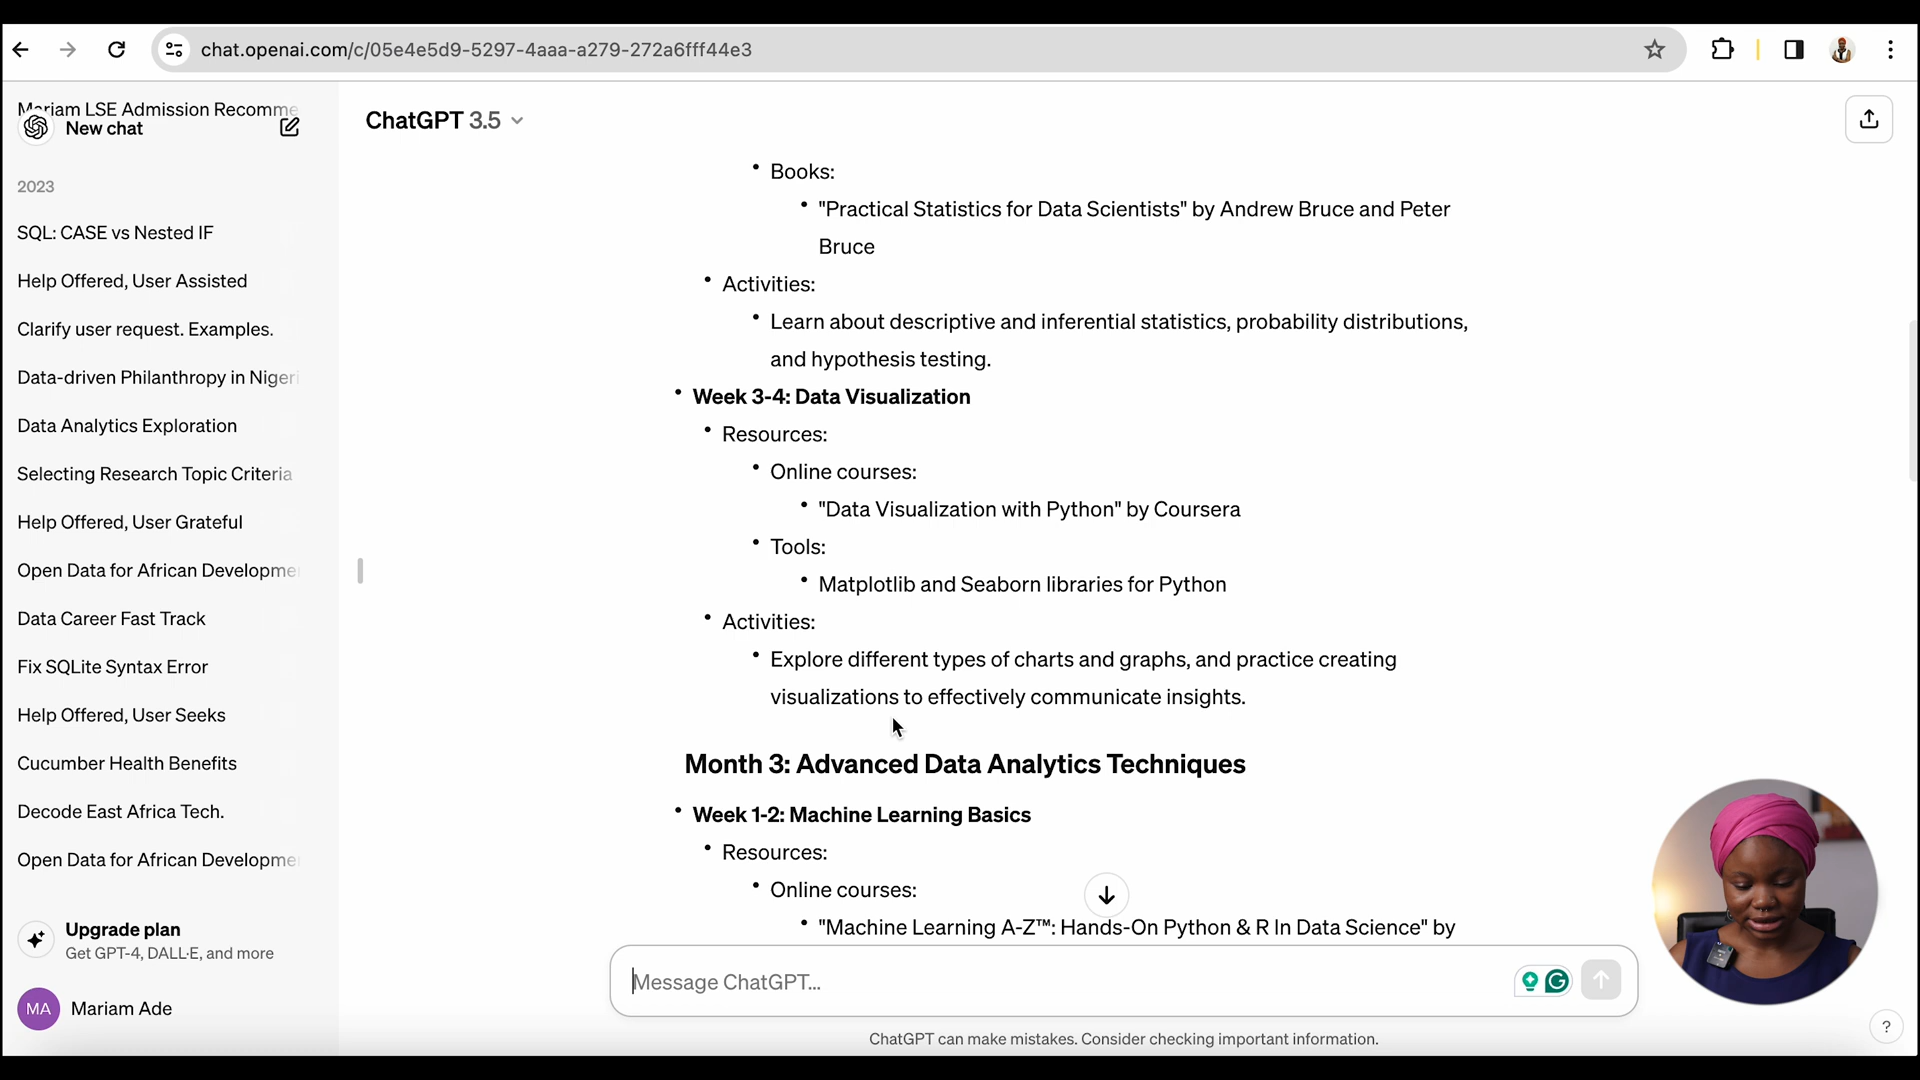 chat.openai.com/c/05e4e5d9-5297-4aaa-a279-272a6fff44e3
Mariam LSE Admission Recomme
New chat
2023
SQL: CASE vs Nested IF
Help Offered, User Assisted
Clarify user request. Examples.
Data-driven Philanthropy in Nigeri
Data Analytics Exploration
Selecting Research Topic Criteria
Help Offered, User Grateful
Open Data for African Developme
Data Career Fast Track
Fix SQLite Syntax Error
Help Offered, User Seeks
Cucumber Health Benefits
Decode East Africa Tech.
Open Data for African Developme
Upgrade plan
Get GPT-4, DALL·E, and more
MA Mariam Ade
ChatGPT 3.5
• Books:
• "Practical Statistics for Data Scientists" by Andrew Bruce and Peter
Bruce
• Activities:
• Learn about descriptive and inferential statistics, probability distributions,
and hypothesis testing.
• Week 3-4: Data Visualization
• Resources:
• Online courses:
• "Data Visualization with Python" by Coursera
• Tools:
• Matplotlib and Seaborn libraries for Python
• Activities:
• Explore different types of charts and graphs, and practice creating
visualizations to effectively communicate insights.
Month 3: Advanced Data Analytics Techniques
• Week 1-2: Machine Learning Basics
• Resources:
• Online courses:
• "Machine Learning A-Z™: Hands-On Python & R In Data Science" by
Message ChatGPT...
ChatGPT can make mistakes. Consider checking important information.
?